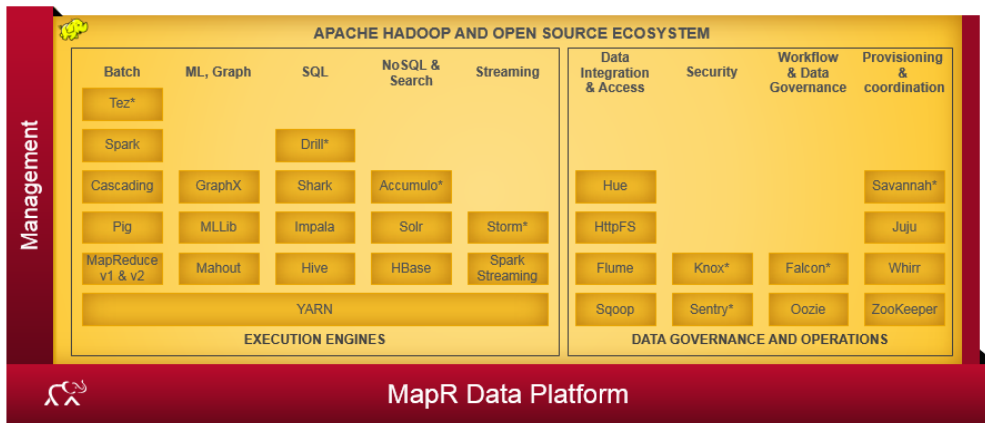 APACHE HADOOP AND OPEN SOURCE ECOSYSTEM
Management
Batch
Tez*
Spark
Cascading
Pig
MapReduce
v1 & v2
ML, Graph
GraphX
MLLib
Mahout
SQL
Drill*
Shark
Impala
Hive
NoSQL &
Search
Accumulo*
Solr
HBase
Streaming
Storm*
Spark
Streaming
YARN
EXECUTION ENGINES
Data
Integration
& Access
Hue
HttpFS
Flume
Sqoop
Security
Knox*
Sentry*
Workflow
& Data
Governance
Falcon*
Oozie
Provisioning
&
coordination
Savannah*
Juju
Whirr
ZooKeeper
DATA GOVERNANCE AND OPERATIONS
MapR Data Platform